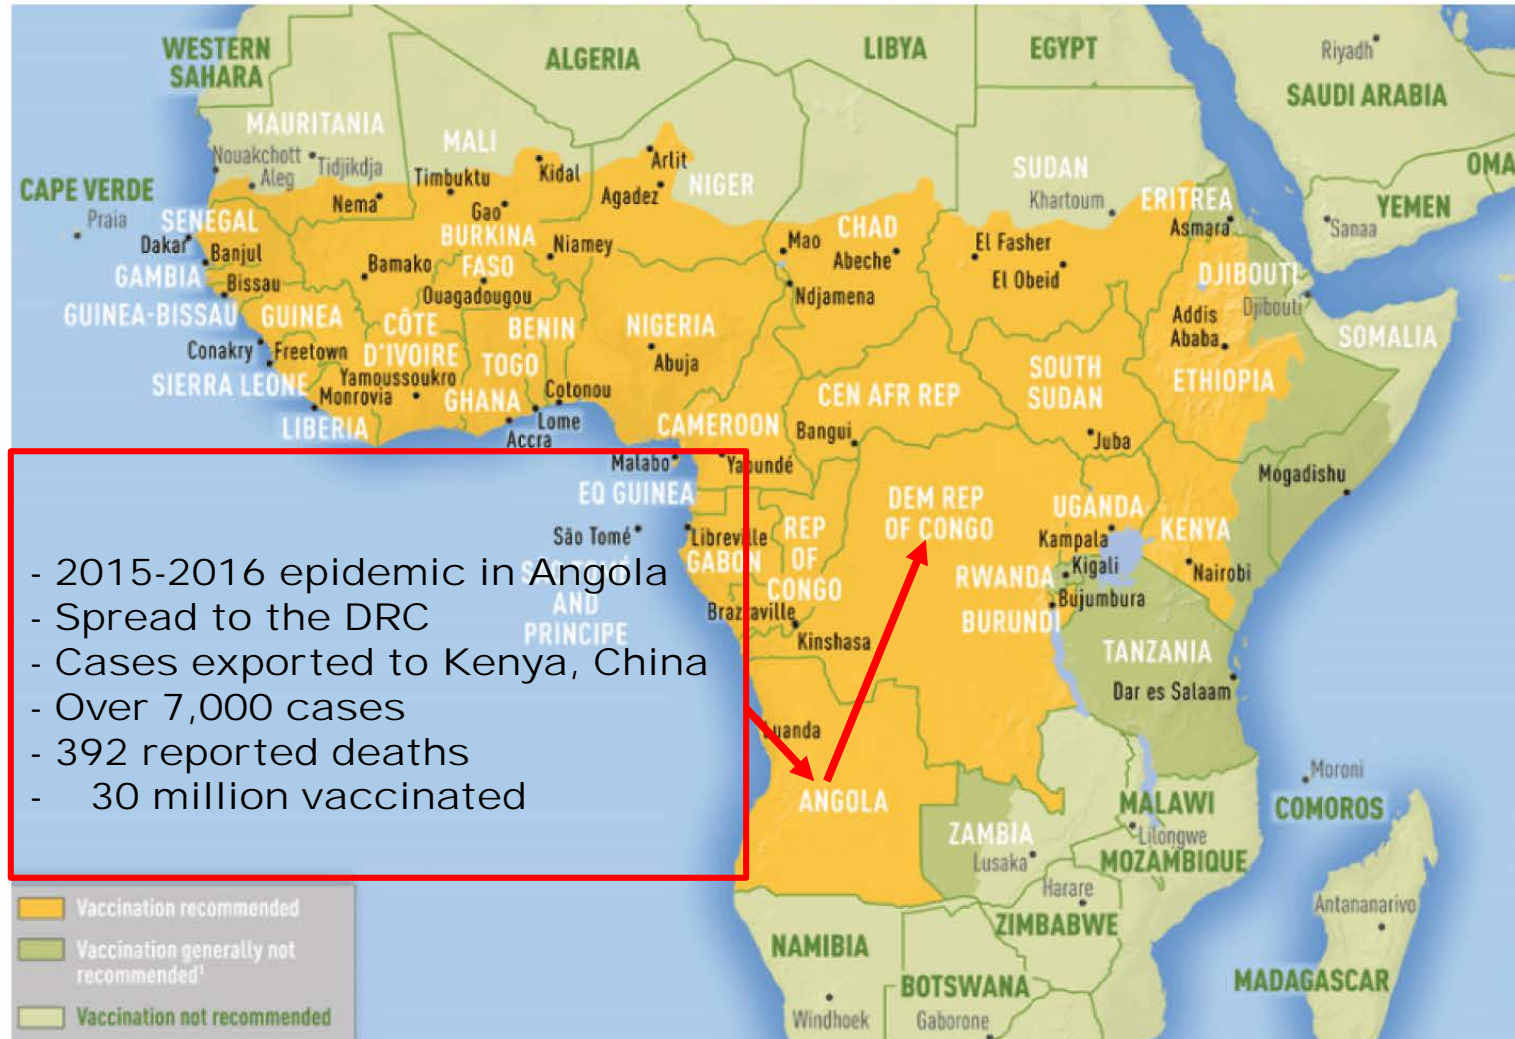 WESTERN
SAHARA
ALGERIA
LIBYA
EGYPT
Riyadh
SAUDI ARABIA
MAURITANIA
MALI
Nouakchott
Tidjikdja
Aleg
Timbuktu
Kidal
Arlit
NIGER
SUDAN
Khartoum
ERITREA
OMA
CAPE VERDE
Praia
Nema
Gao
Agadez
YEMEN
Sanaa
SENEGAL
Dakar
Banjul
BURKINA
FASO
Niamey
Mao
CHAD
Abeche
El Fasher
El Obeid
Asmara
GAMBIA
Bissau
Bamako
Ouagadougou
Ndjamena
DJIBOUTI
Djibouti
GUINEA-BISSAU
GUINEA
CÔTE
D'IVOIRE
BENIN
NIGERIA
Abuja
Addis
Ababa
SOMALIA
Conakry
Freetown
Yamoussoukro
TOGO
SOUTH
SUDAN
ETHIOPIA
SIERRA LEONE
Monrovia
GHANA
Cotonou
CEN AFR REP
LIBERIA
Lome
Accra
CAMEROON
Bangui
Juba
Malabo
Yaoundé
Mogadishu
EQ GUINEA
DEM REP
OF CONGO
UGANDA
KENYA
São Tomé
Libreville
GABON
REP
OF
CONGO
Kampala
Kigali
Nairobi
RWANDA
Bujumbura
BURUNDI
SÃO TOMÉ
AND
PRINCIPE
Brazzaville
Kinshasa
TANZANIA
Dar es Salaam
- 2015-2016 epidemic in Angola
- Spread to the DRC
- Cases exported to Kenya, China
- Over 7,000 cases
- 392 reported deaths
- 30 million vaccinated
Luanda
ANGOLA
Moroni
COMOROS
ZAMBIA
Lusaka
MALAWI
Lilongwe
MOZAMBIQUE
Harare
ZIMBABWE
Antananarivo
NAMIBIA
BOTSWANA
MADAGASCAR
Windhoek
Gaborone
Vaccination recommended
Vaccination generally not
recommended¹
Vaccination not recommended